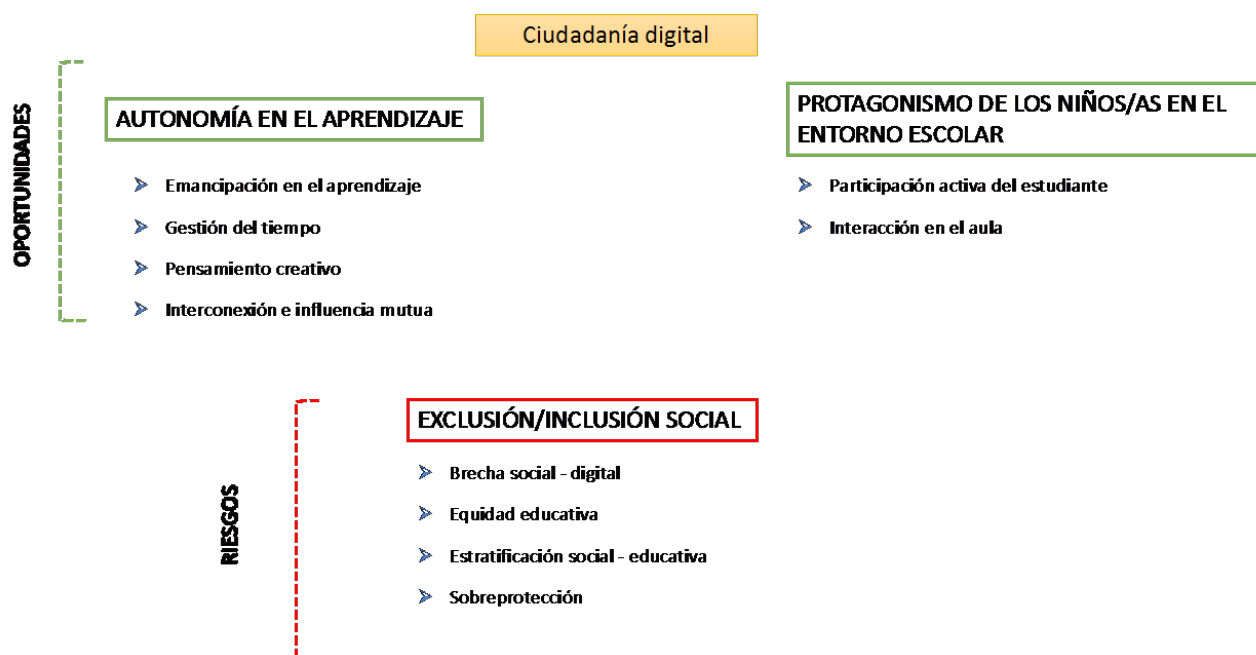 Ciudadanía digital
OPORTUNIDADES
AUTONOMÍA EN EL APRENDIZAJE
Emancipación en el aprendizaje
Gestión del tiempo
Pensamiento creativo
Interconexión e influencia mutua
PROTAGONISMO DE LOS NIÑOS/AS EN EL
ENTORNO ESCOLAR
Participación activa del estudiante
Interacción en el aula
RIESGOS
EXCLUSIÓN/INCLUSIÓN SOCIAL
Brecha social - digital
Equidad educativa
Estratificación social - educativa
Sobreprotección